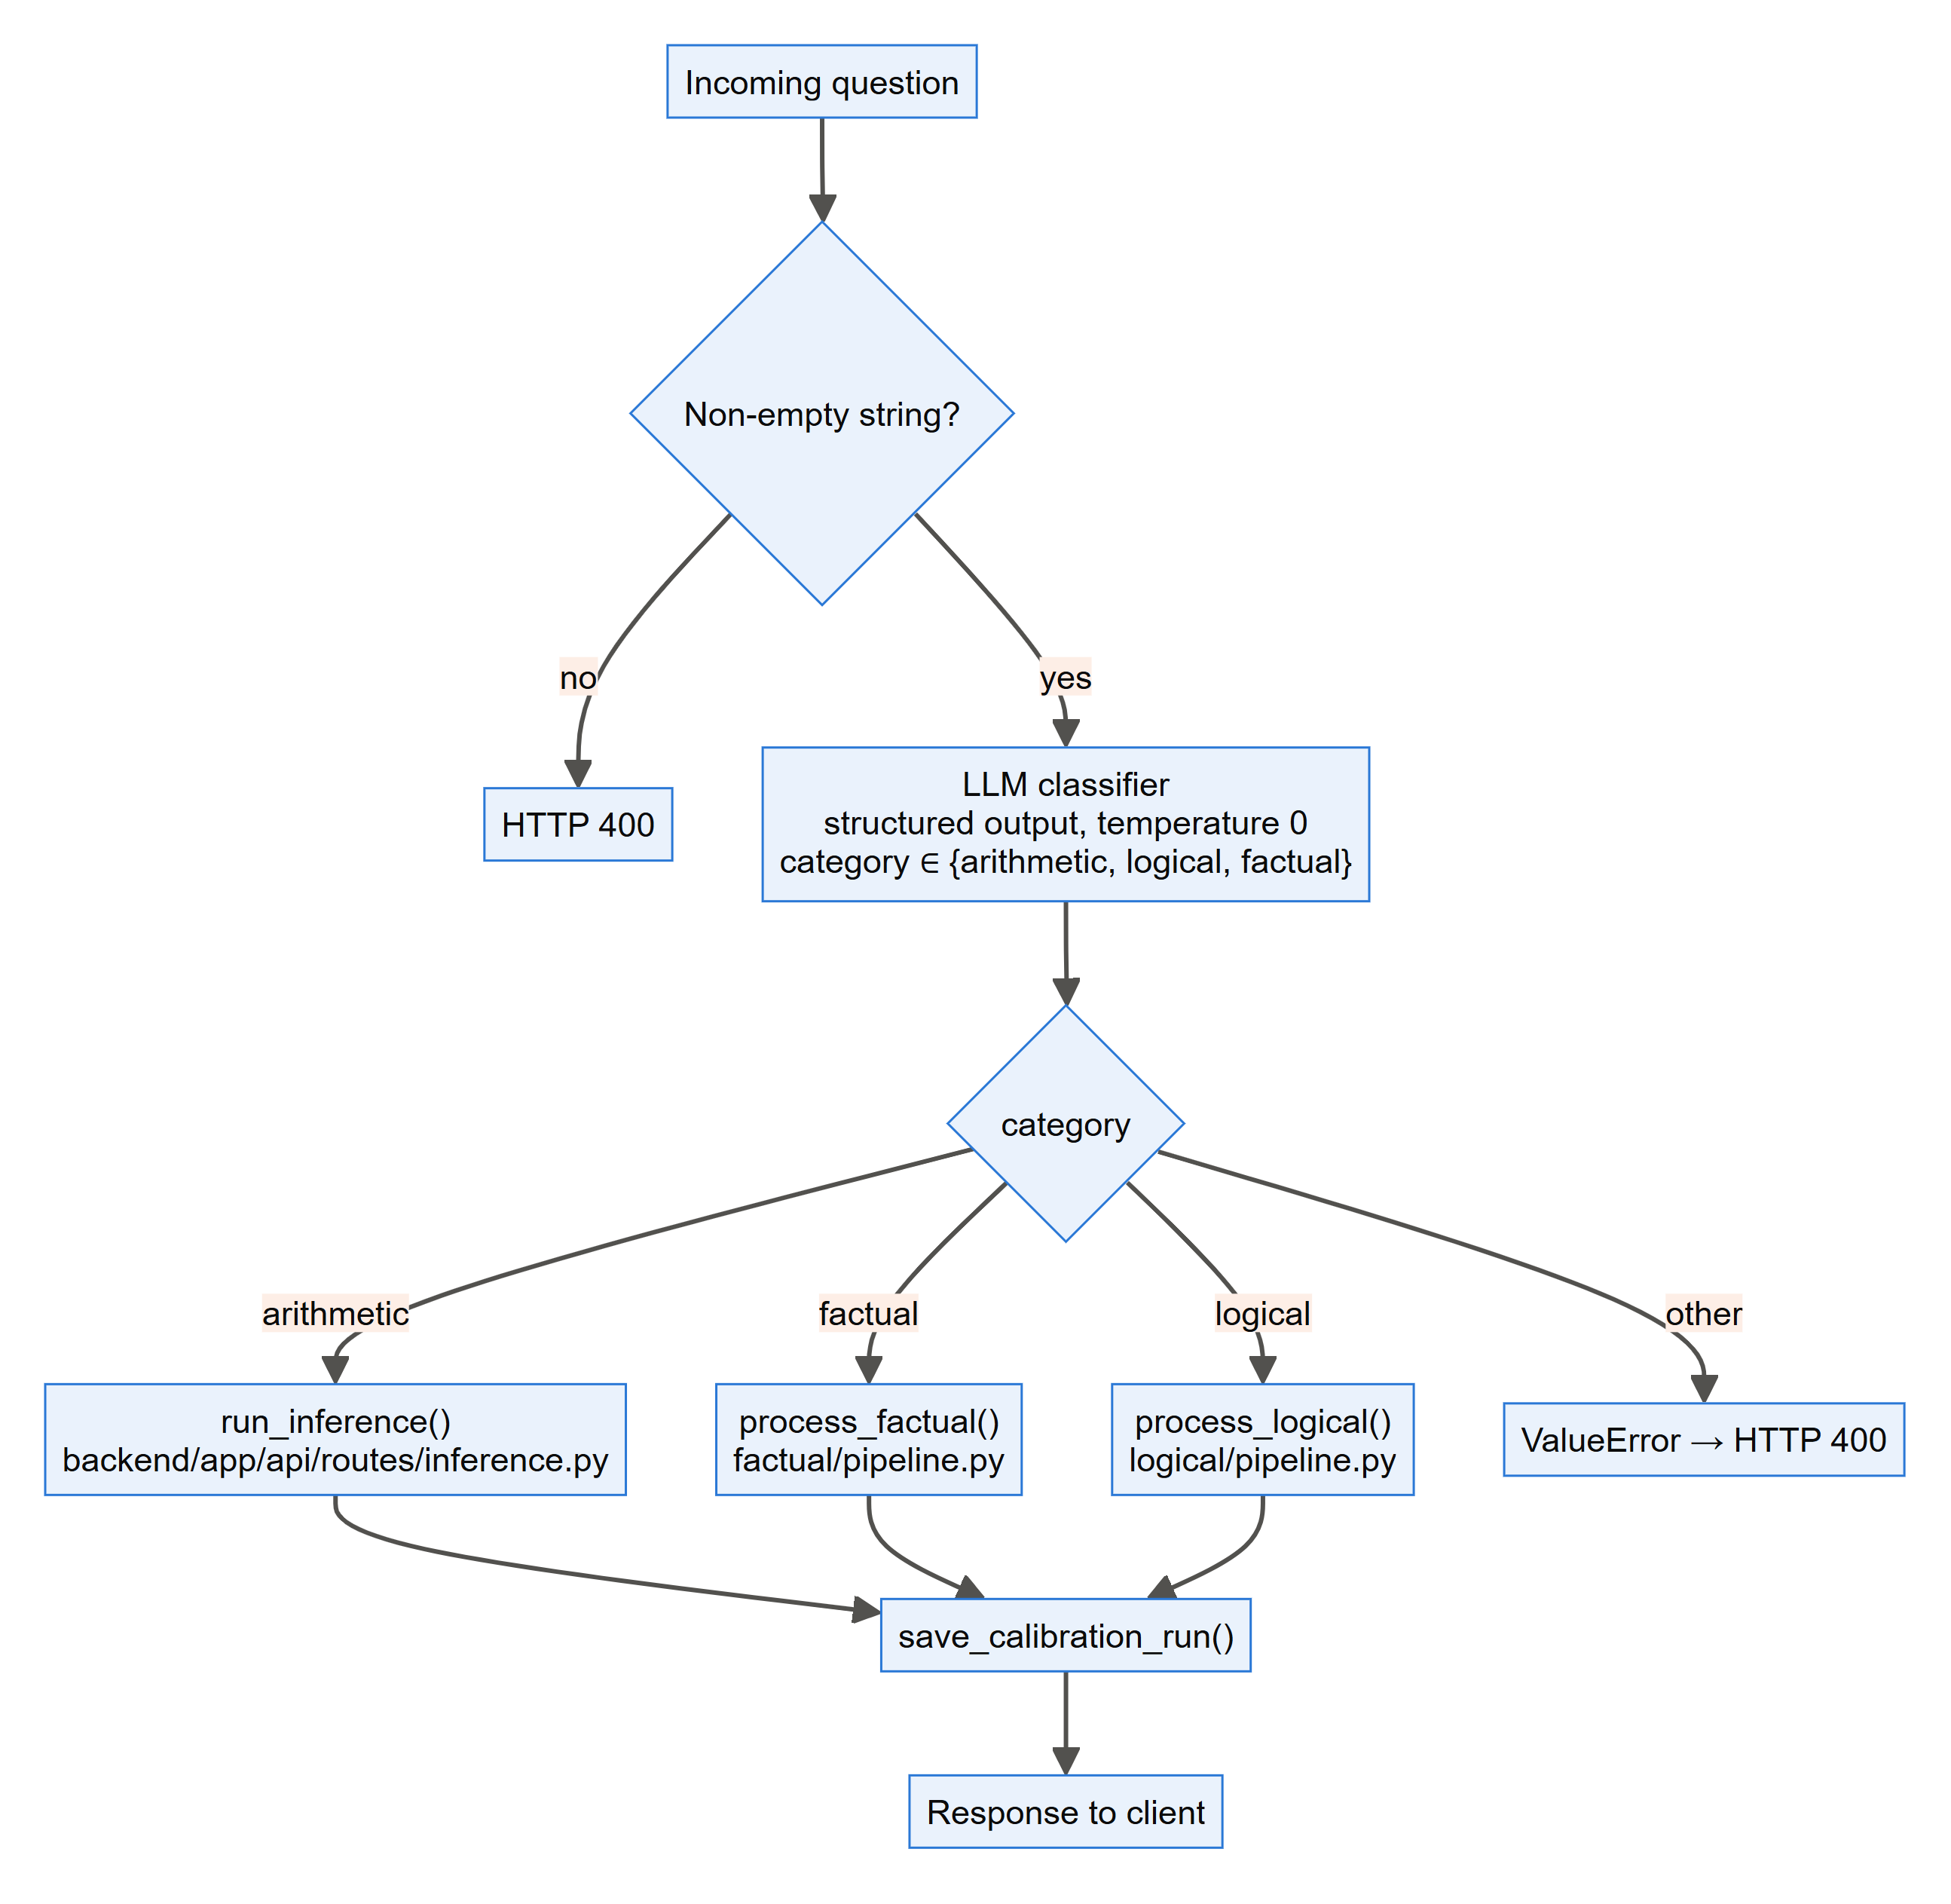 Incoming question
Non-empty string?
no
yes
HTTP 400
LLM classifier
structured output, temperature 0
category ∈ {arithmetic, logical, factual}
category
arithmetic
factual
logical
other
run_inference()
backend/app/api/routes/inference.py
process_factual()
factual/pipeline.py
process_logical()
logical/pipeline.py
ValueError → HTTP 400
save_calibration_run()
Response to client